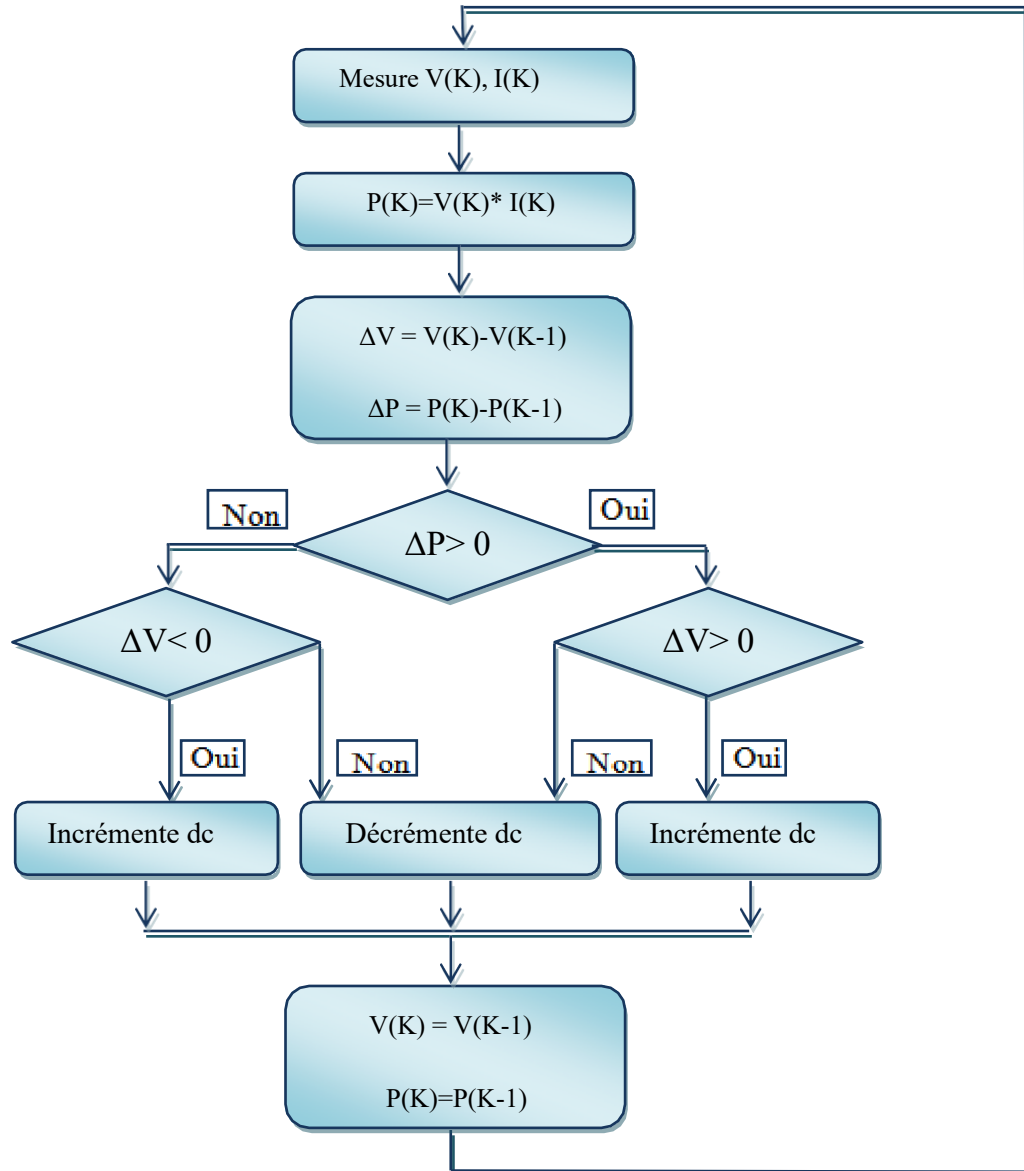 Mesure V(K), I(K)
P(K)=V(K)* I(K)
ΔV = V(K)-V(K-1)
ΔP = P(K)-P(K-1)
Non
Oui
ΔP> 0
ΔV< 0
ΔV> 0
Oui
Non
Non
Oui
Incrémente dc
Décrémente dc
Incrémente dc
V(K) = V(K-1)
P(K)=P(K-1)